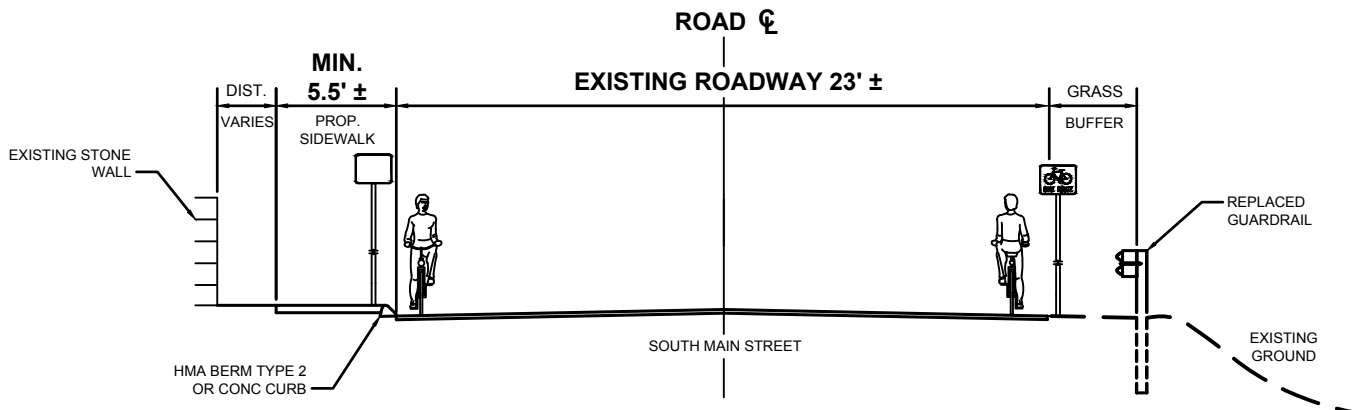 ROAD ℄
MIN.
5.5' ±
EXISTING ROADWAY 23' ±
DIST.
VARIES
PROP.
SIDEWALK
GRASS
BUFFER
EXISTING STONE
WALL
REPLACED
GUARDRAIL
SOUTH MAIN STREET
EXISTING
GROUND
HMA BERM TYPE 2
OR CONC CURB